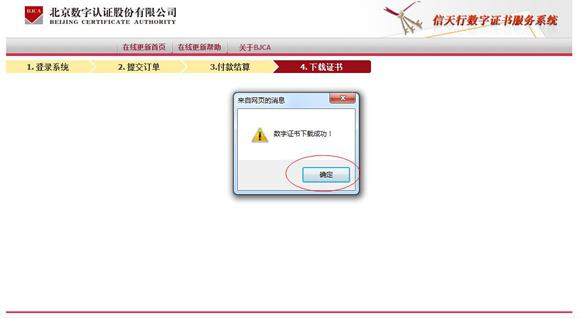 BJCA
北京数字认证股份有限公司
BEIJING CERTIFICATE AUTHORITY
信天行数字证书服务系统
在线更新首页 在线更新帮助 关于BJCA
1. 登录系统 2. 提交订单 3.付款结算 4. 下载证书
来自网页的消息
数字证书下载成功！
确定